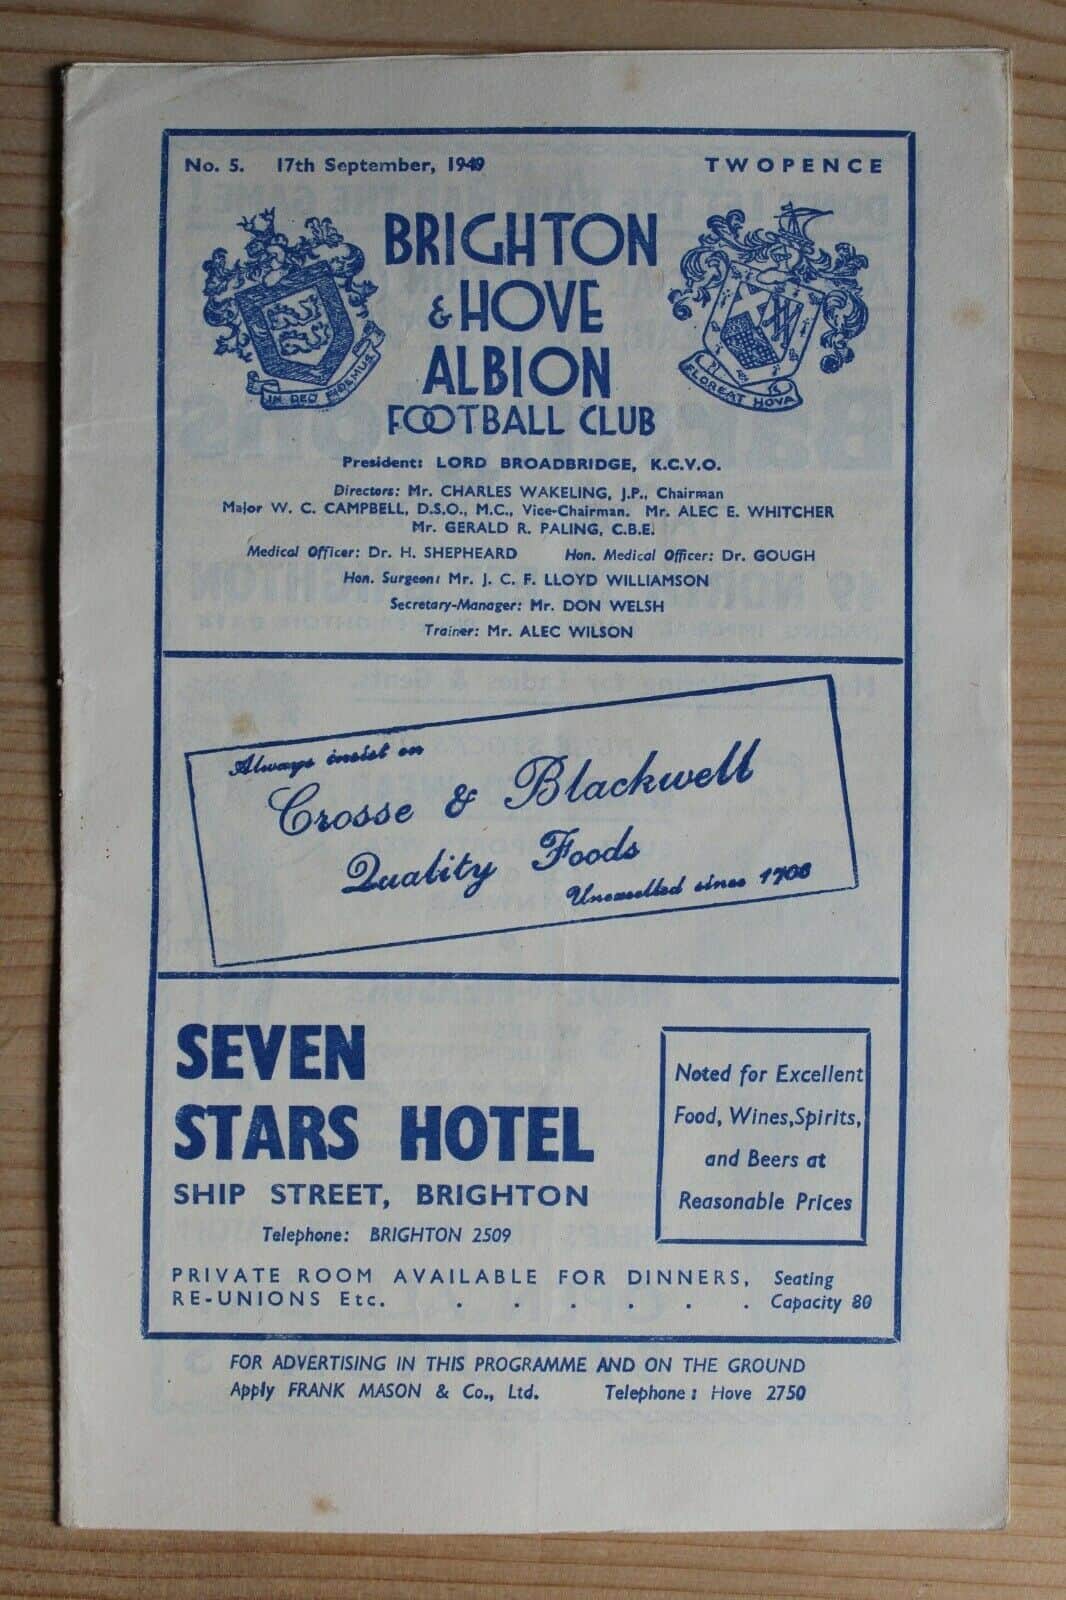 No. 5. 17th September, 1949
TWOPENCE
BRIGHTON
& HOVE
ALBION
FOOTBALL CLUB
IN DEO FIDEMUS
FLOREAT HOVA
President: LORD BROADBRIDGE, K.C.V.O.
Directors: Mr. CHARLES WAKELING, J.P., Chairman
Major W. C. CAMPBELL, D.S.O., M.C., Vice-Chairman. Mr. ALEC E. WHITCHER
Mr. GERALD R. PALING, C.B.E.
Medical Officer: Dr. H. SHEPHEARD Hon. Medical Officer: Dr. GOUGH
Hon. Surgeon: Mr. J. C. F. LLOYD WILLIAMSON
Secretary-Manager: Mr. DON WELSH
Trainer: Mr. ALEC WILSON
Always insist on
Crosse & Blackwell
Quality Foods
Unexcelled since 1706
SEVEN
STARS HOTEL
SHIP STREET, BRIGHTON
Telephone: BRIGHTON 2509
Noted for Excellent
Food, Wines, Spirits,
and Beers at
Reasonable Prices
PRIVATE ROOM AVAILABLE FOR DINNERS, Seating
RE-UNIONS Etc. . . . . . . Capacity 80
FOR ADVERTISING IN THIS PROGRAMME AND ON THE GROUND
Apply FRANK MASON & Co., Ltd. Telephone: Hove 2750